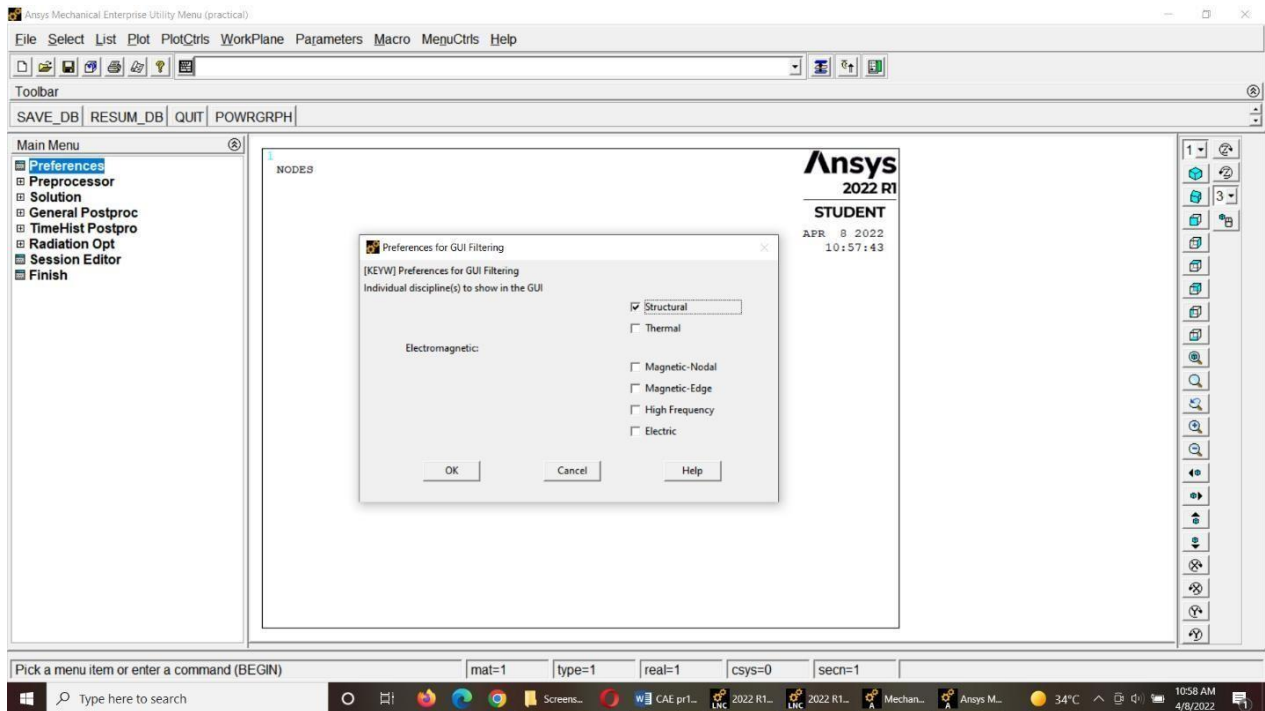 Ansys Mechanical Enterprise Utility Menu (practical)
File Select List Plot PlotCtrls WorkPlane Parameters Macro MenuCtrls Help
Toolbar
SAVE_DB RESUM_DB QUIT POWRGRPH
Main Menu
Preferences
Preprocessor
Solution
General Postproc
TimeHist Postpro
Radiation Opt
Session Editor
Finish
1
NODES
Ansys
2022 R1
STUDENT
APR 8 2022
10:57:43
Preferences for GUI Filtering
[KEYW] Preferences for GUI Filtering
Individual discipline(s) to show in the GUI
Structural
Thermal
Electromagnetic:
Magnetic-Nodal
Magnetic-Edge
High Frequency
Electric
OK Cancel Help
1
3
Pick a menu item or enter a command (BEGIN) mat=1 type=1 real=1 csys=0 secn=1
Type here to search Screens... CAE pr1... 2022 R1... 2022 R1... Mechan... Ansys M... 34°C 10:58 AM
4/8/2022